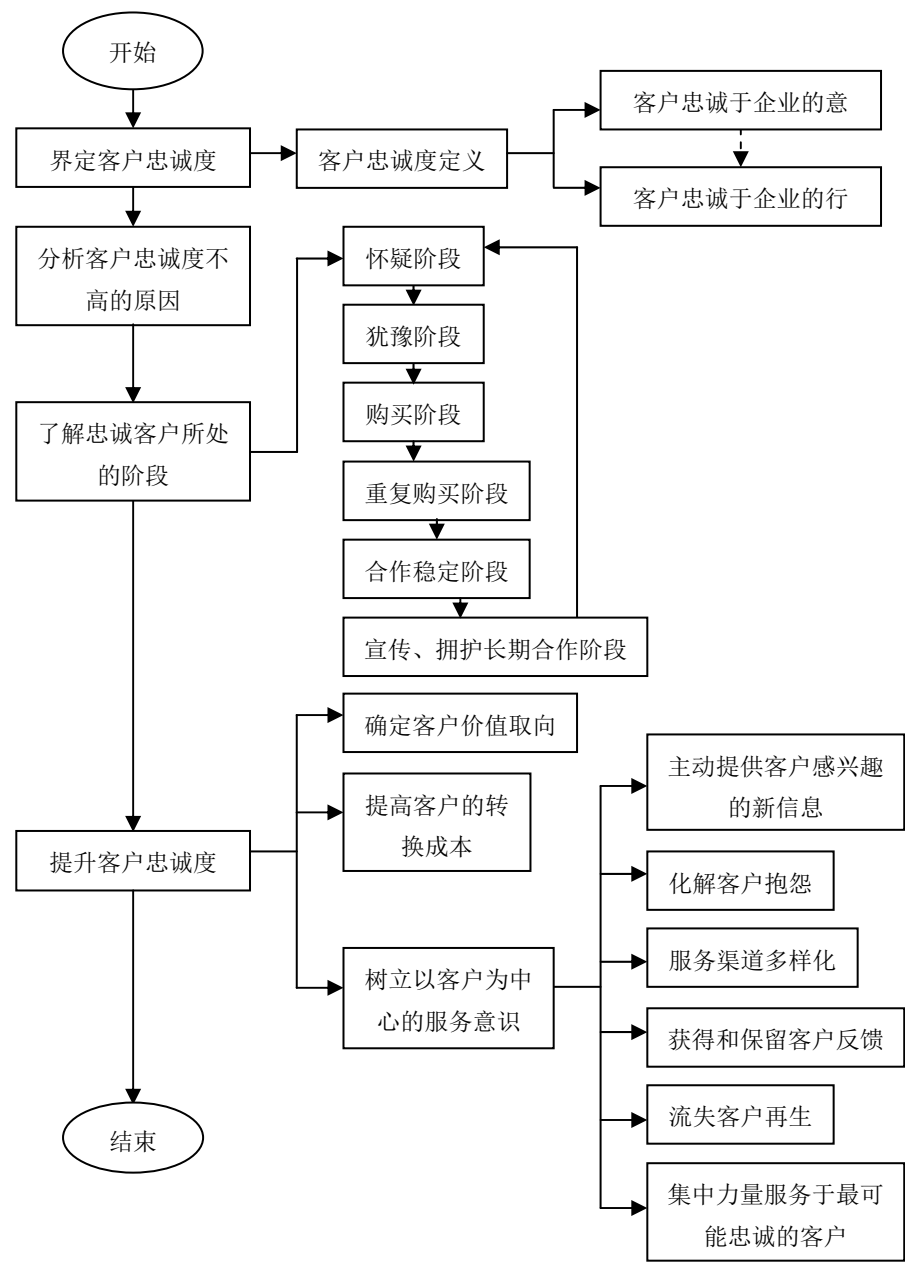 开始
界定客户忠诚度
客户忠诚度定义
客户忠诚于企业的意
客户忠诚于企业的行
分析客户忠诚度不
高的原因
了解忠诚客户所处
的阶段
怀疑阶段
犹豫阶段
购买阶段
重复购买阶段
合作稳定阶段
宣传、拥护长期合作阶段
提升客户忠诚度
确定客户价值取向
提高客户的转
换成本
树立以客户为中
心的服务意识
主动提供客户感兴趣
的新信息
化解客户抱怨
服务渠道多样化
获得和保留客户反馈
流失客户再生
集中力量服务于最可
能忠诚的客户
结束